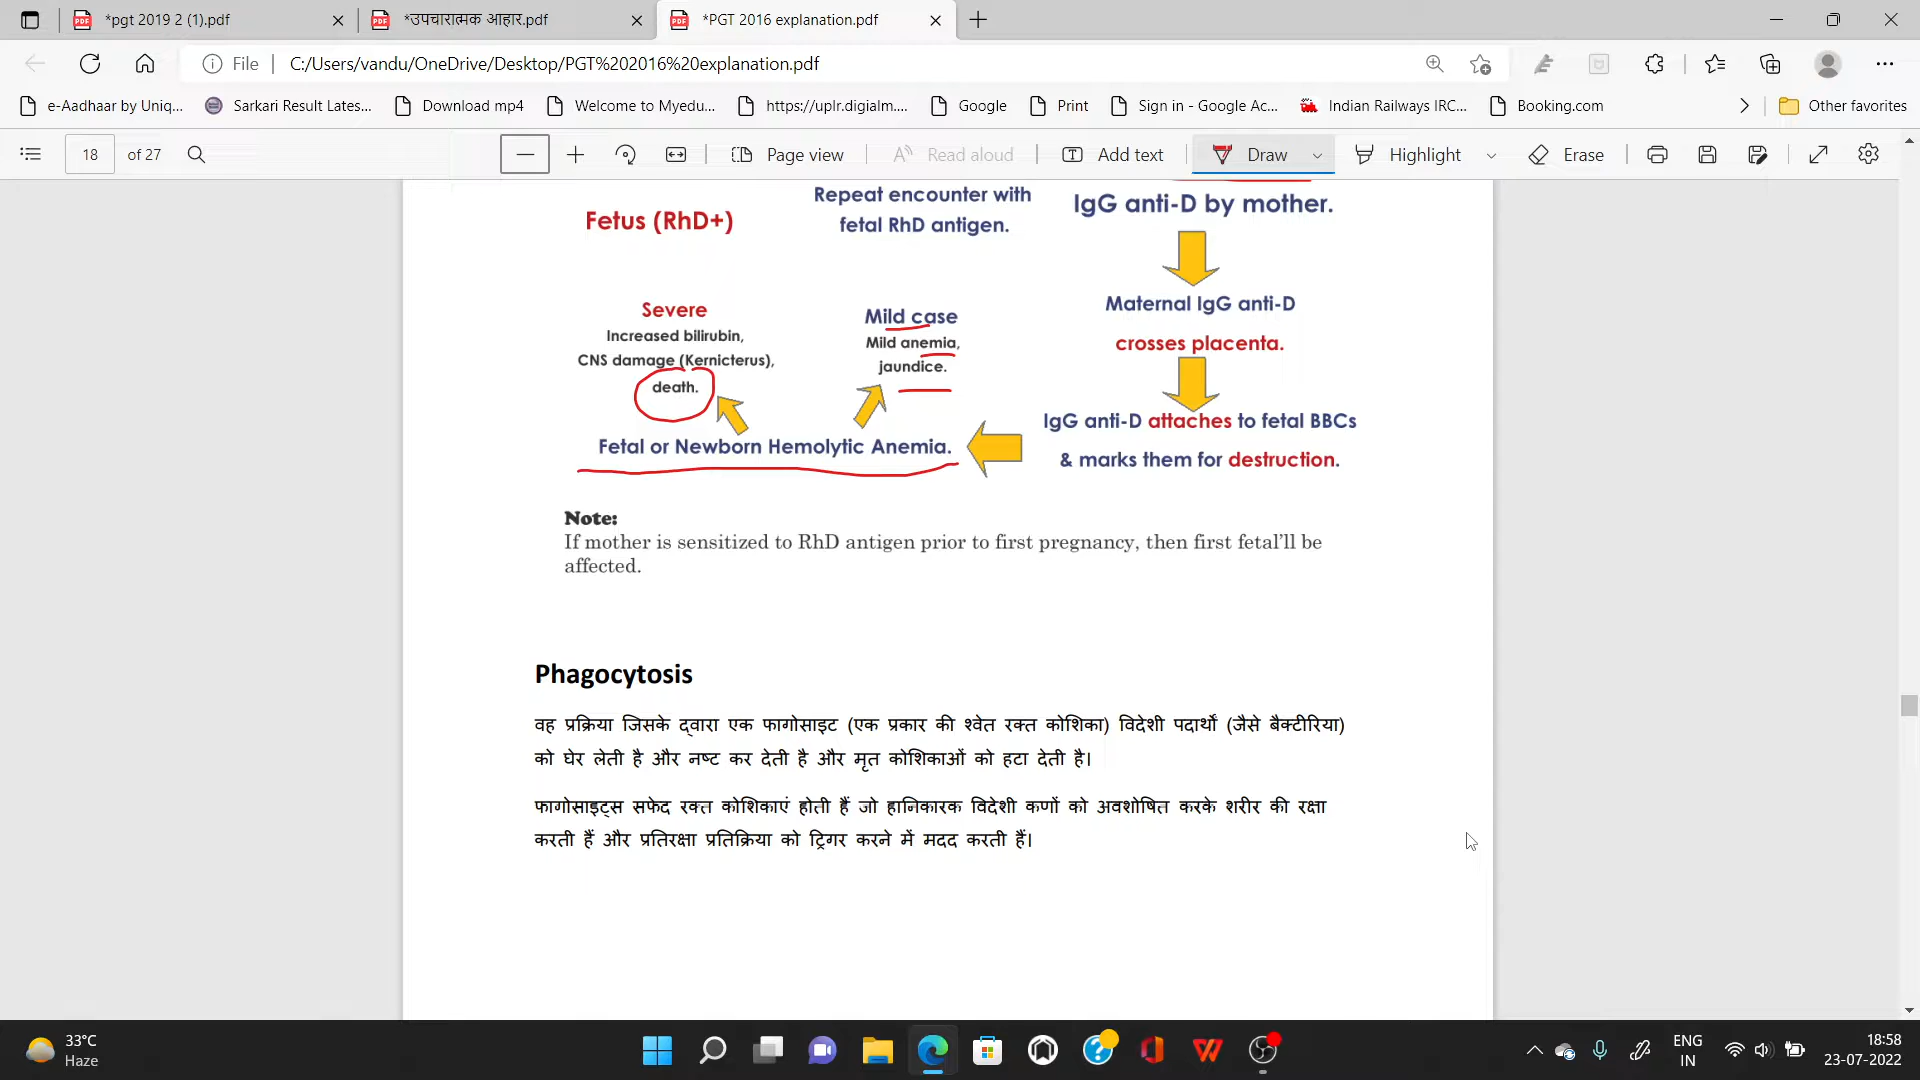 *pgt 2019 2 (1).pdf
*उपचारात्मक आहार.pdf
*PGT 2016 explanation.pdf
File
C:/Users/vandu/OneDrive/Desktop/PGT%202016%20explanation.pdf
e-Aadhaar by Uniq...
Sarkari Result Lates...
Download mp4
Welcome to Myedu...
https://uplr.digialm....
Google
Print
Sign in - Google Ac...
Indian Railways IRC...
Booking.com
Other favorites
18 of 27
Page view
Read aloud
Add text
Draw
Highlight
Erase
Fetus (RhD+)
Repeat encounter with
fetal RhD antigen.
IgG anti-D by mother.
Maternal IgG anti-D
crosses placenta.
Severe
Increased bilirubin,
CNS damage (Kernicterus),
death.
Mild case
Mild anemia,
jaundice.
IgG anti-D attaches to fetal BBCs
& marks them for destruction.
Fetal or Newborn Hemolytic Anemia.
Note:
If mother is sensitized to RhD antigen prior to first pregnancy, then first fetal'll be
affected.
Phagocytosis
वह प्रक्रिया जिसके द्वारा एक फागोसाइट (एक प्रकार की श्वेत रक्त कोशिका) विदेशी पदार्थों (जैसे बैक्टीरिया)
को घेर लेती है और नष्ट कर देती है और मृत कोशिकाओं को हटा देती है।
फागोसाइट्स सफेद रक्त कोशिकाएं होती हैं जो हानिकारक विदेशी कणों को अवशोषित करके शरीर की रक्षा
करती हैं और प्रतिरक्षा प्रतिक्रिया को ट्रिगर करने में मदद करती हैं।
33°C
Haze
ENG
IN
18:58
23-07-2022